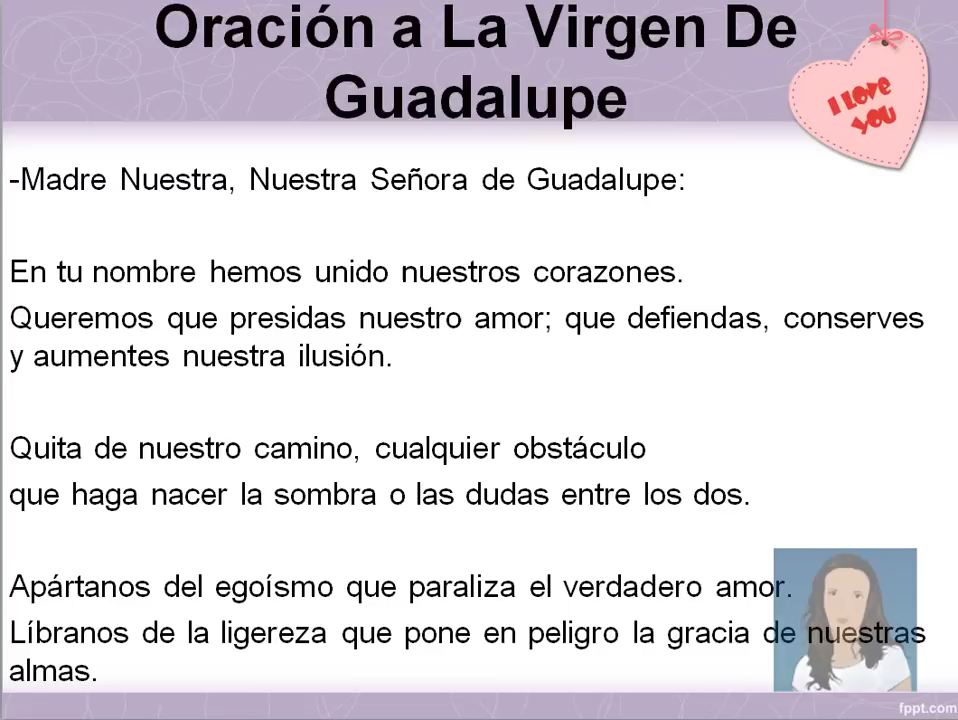 Oración a La Virgen De
Guadalupe
I LOVE
YOU
-Madre Nuestra, Nuestra Señora de Guadalupe:
En tu nombre hemos unido nuestros corazones.
Queremos que presidas nuestro amor; que defiendas, conserves
y aumentes nuestra ilusión.
Quita de nuestro camino, cualquier obstáculo
que haga nacer la sombra o las dudas entre los dos.
Apártanos del egoísmo que paraliza el verdadero amor.
Líbranos de la ligereza que pone en peligro la gracia de nuestras
almas.
fppt.com